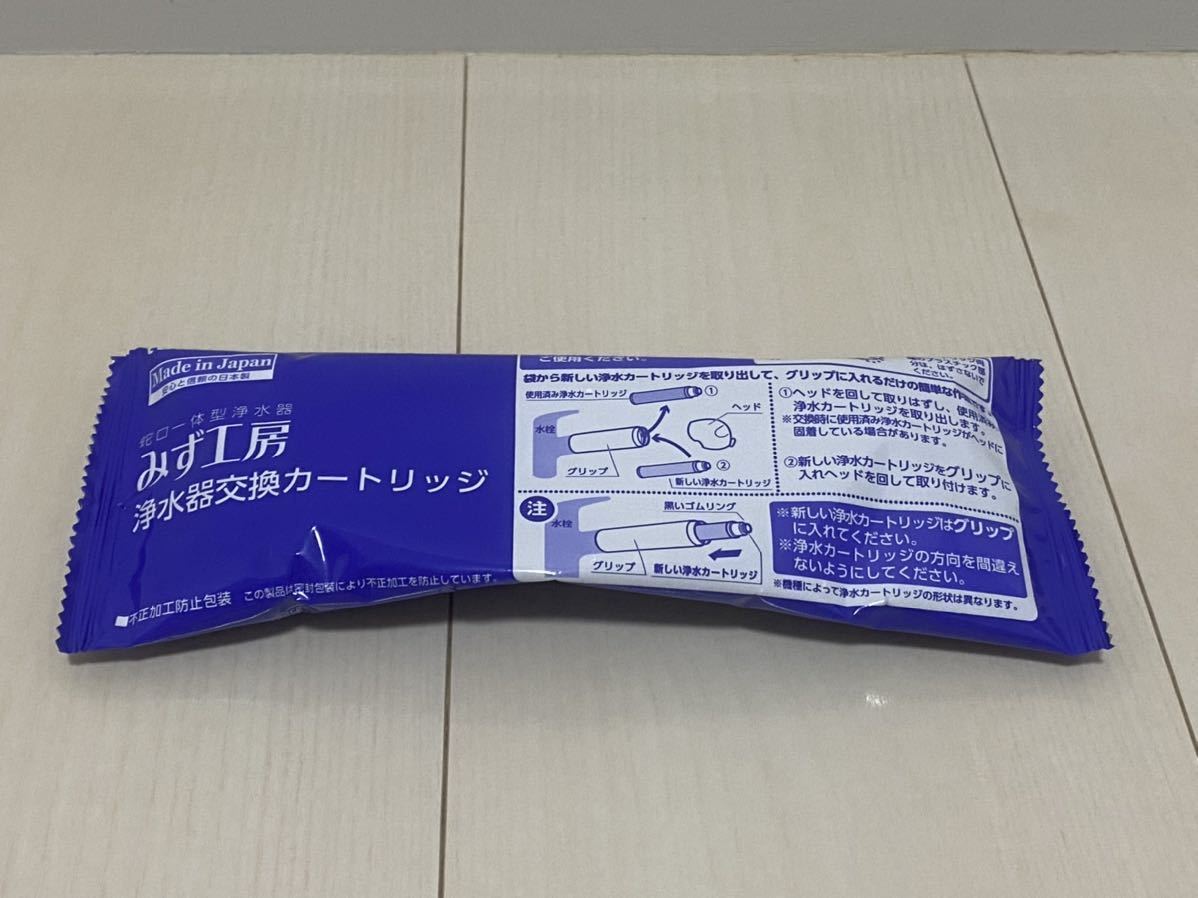 Made in Japan
安心と信頼の日本製
蛇口一体型浄水器
みず工房
浄水器交換カートリッジ
■不正加工防止包装 この製品は密封包装により不正加工を防止しています。
ご使用ください。
分は、はずさないで
ください。
袋から新しい浄水カートリッジを取り出して、グリップに入れるだけの簡単な作
使用済み浄水カートリッジ
①
ヘッド
水栓
グリップ
②
新しい浄水カートリッジ
①ヘッドを回して取りはずし、使用済み
浄水カートリッジを取り出します。
※交換時に使用済み浄水カートリッジがヘッドに
固着している場合があります。
②新しい浄水カートリッジをグリップに
入れヘッドを回して取り付けます。
注
水栓
黒いゴムリング
グリップ
新しい浄水カートリッジ
※新しい浄水カートリッジはグリップ
に入れてください。
※浄水カートリッジの方向を間違え
ないようにしてください。
※機種によって浄水カートリッジの形状は異なります。